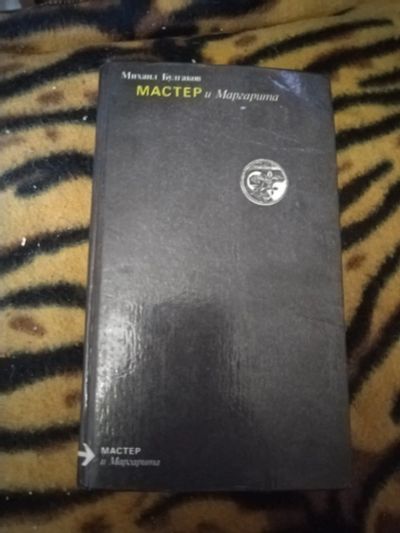 Михаил Булгаков
МАСТЕР и Маргарита
МАСТЕР
и Маргарита